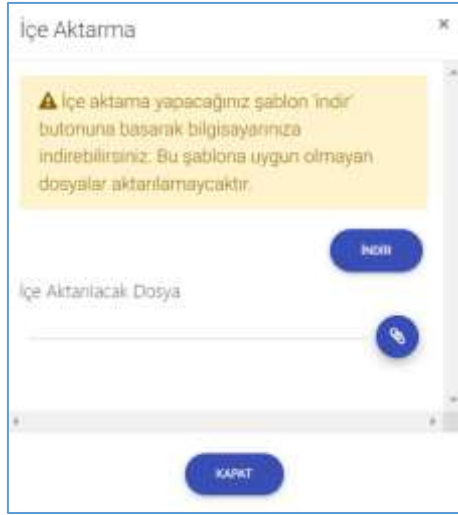 İçe Aktarma
×
İçe aktama yapacağınız şablon 'indir'
butonuna basarak bilgisayarınıza
indirebilirsiniz. Bu şablona uygun olmayan
dosyalar aktarılamaycaktır.
İNDİR
İçe Aktarılacak Dosya
KAPAT